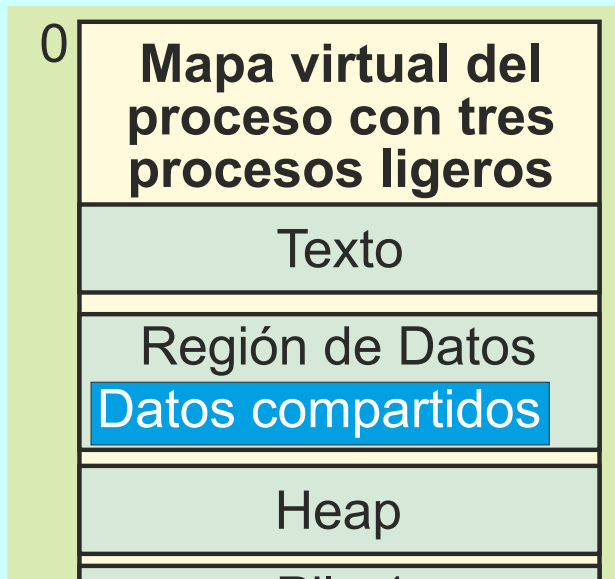 0
Mapa virtual del
proceso con tres
procesos ligeros
Texto
Región de Datos
Datos compartidos
Heap